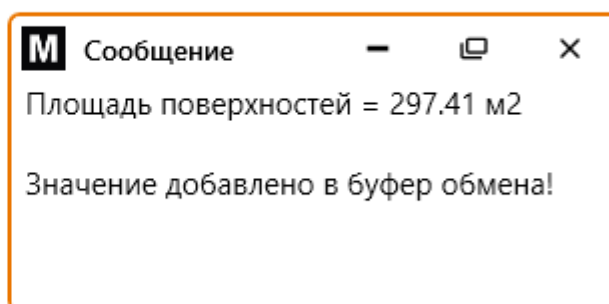 M Сообщение
Площадь поверхностей = 297.41 м2
Значение добавлено в буфер обмена!